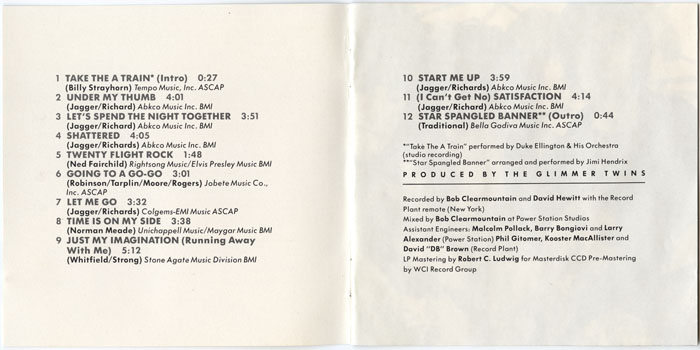 1 TAKE THE A TRAIN* (Intro) 0:27
(Billy Strayhorn) Tempo Music, Inc. ASCAP
2 UNDER MY THUMB 4:01
(Jagger/Richard) Abkco Music Inc. BMI
3 LET'S SPEND THE NIGHT TOGETHER 3:51
(Jagger/Richard) Abkco Music Inc. BMI
4 SHATTERED 4:05
(Jagger/Richards) Colgems-EMI Music ASCAP
5 TWENTY FLIGHT ROCK 1:48
(Ned Fairchild) Rightsong Music/Elvis Presley Music BMI
6 GOING TO A GO-GO 3:01
(Robinson/Tarplin/Moore/Rogers) Jobete Music Co.,
Inc. ASCAP
7 LET ME GO 3:32
(Jagger/Richard) Colgems-EMI Music ASCAP
8 TIME IS ON MY SIDE 3:38
(Norman Meade) Unichappell Music/Maygar Music BMI
9 JUST MY IMAGINATION (Running Away
With Me) 5:12
(Whitfield/Strong) Stone Agate Music Division BMI
10 START ME UP 3:59
(Jagger/Richards) Abkco Music Inc. BMI
11 (I Can't Get No) SATISFACTION 4:14
(Jagger/Richard) Abkco Music Inc. BMI
12 STAR SPANGLED BANNER** (Outro) 0:44
(Traditional) Bella Godiva Music Inc. ASCAP
*"Take The A Train" performed by Duke Ellington & His Orchestra
(studio recording)
**"Star Spangled Banner" arranged and performed by Jimi Hendrix
PRODUCED BY THE GLIMMER TWINS
Recorded by Bob Clearmountain and David Hewitt with the Record
Plant remote (New York)
Mixed by Bob Clearmountain at Power Station Studios
Assistant Engineers: Malcolm Pollack, Barry Bongiovi and Larry
Alexander (Power Station) Phil Gitomer, Kooster MacAllister and
David "DB" Brown (Record Plant)
LP Mastering by Robert C. Ludwig for Masterdisk CCD Pre-Mastering
by WCI Record Group